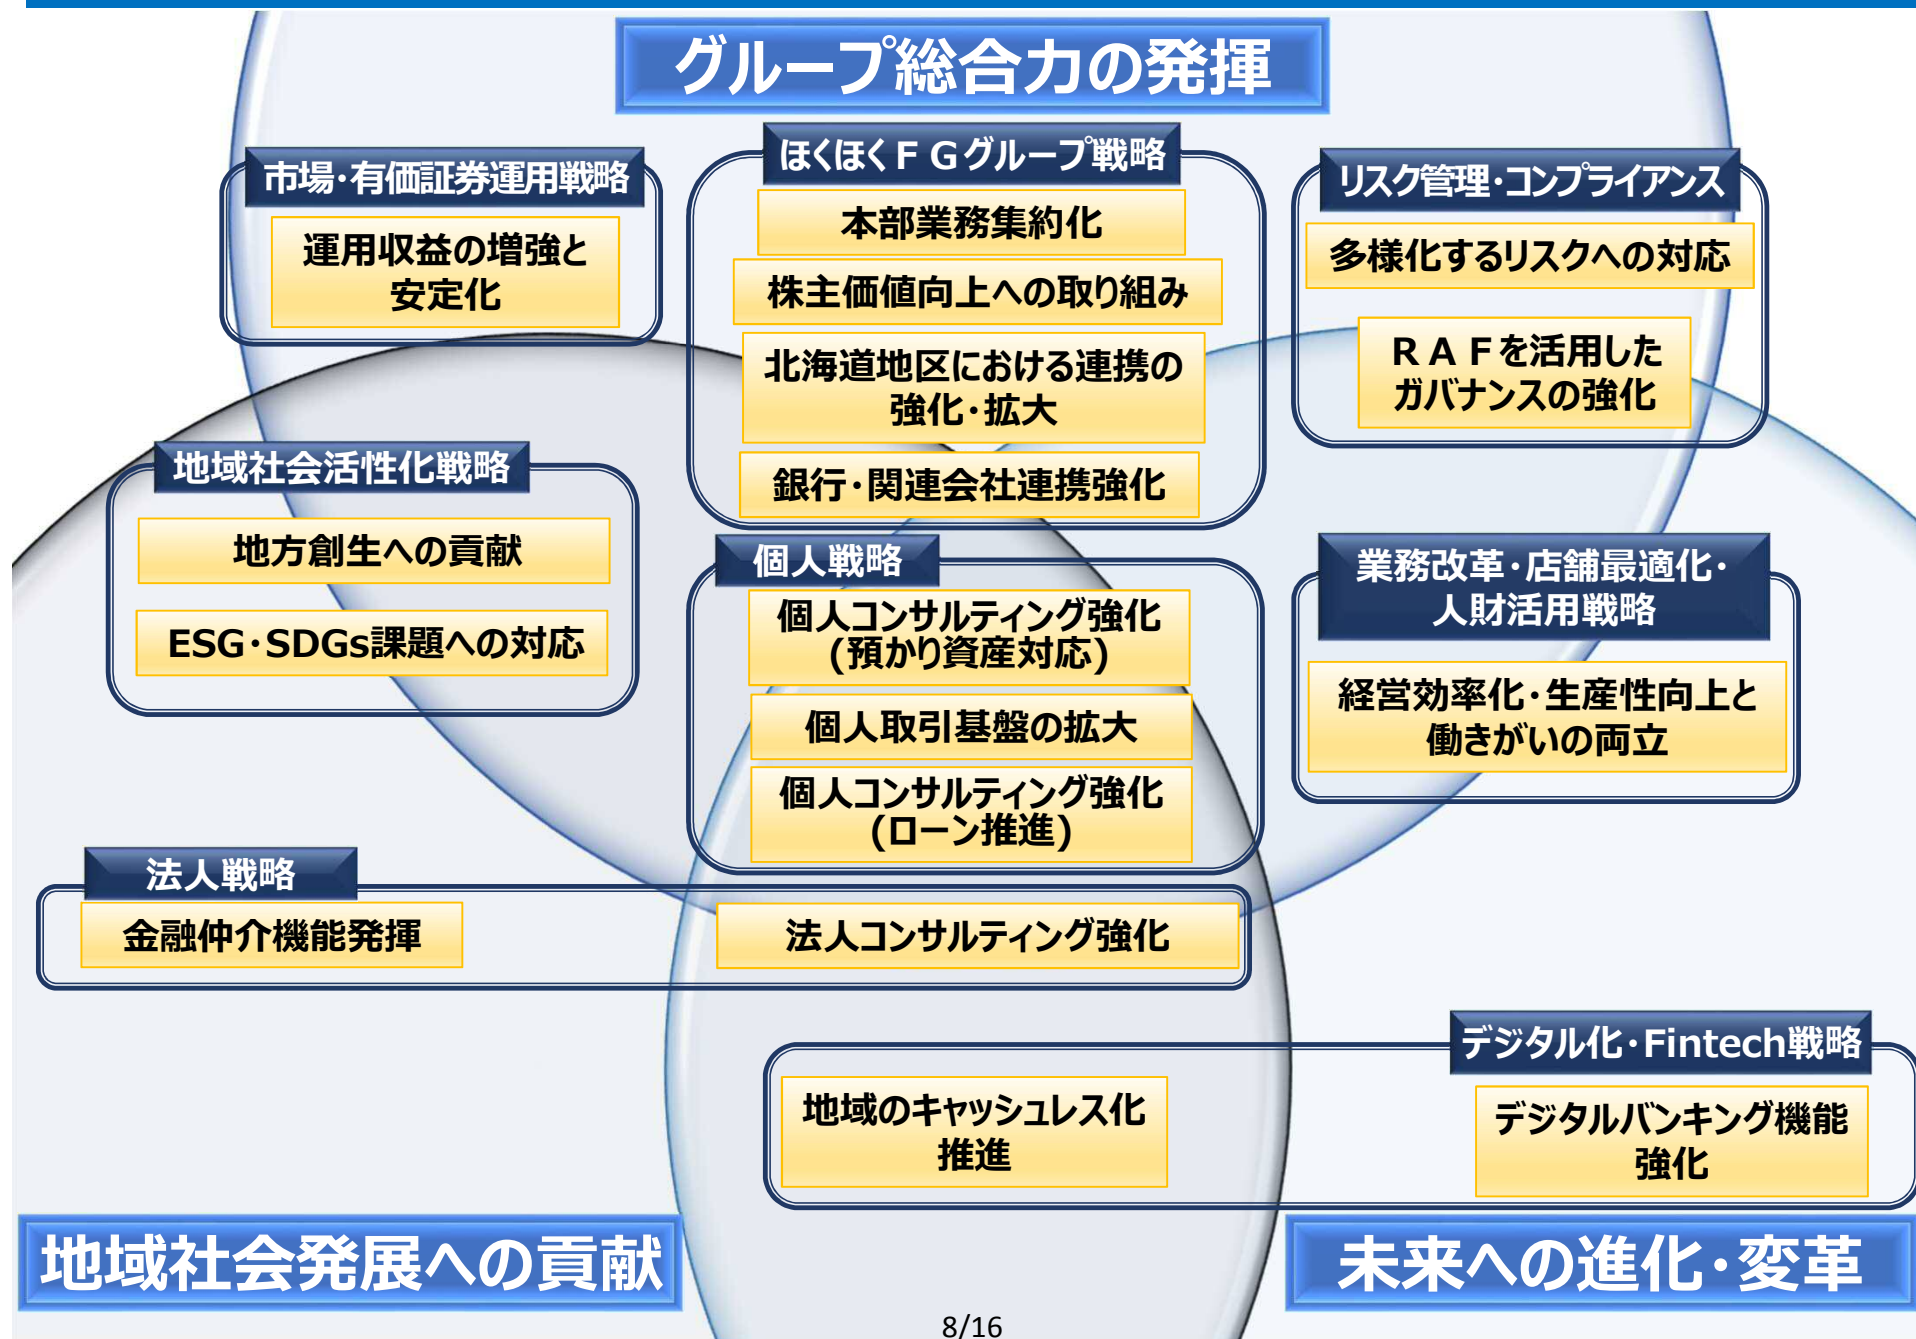 グループ総合力の発揮
市場・有価証券運用戦略
運用収益の増強と
安定化
ほくほくＦＧグループ戦略
本部業務集約化
株主価値向上への取り組み
北海道地区における連携の
強化・拡大
銀行・関連会社連携強化
リスク管理・コンプライアンス
多様化するリスクへの対応
ＲＡＦを活用した
ガバナンスの強化
地域社会活性化戦略
地方創生への貢献
ESG・SDGs課題への対応
個人戦略
個人コンサルティング強化
(預かり資産対応)
個人取引基盤の拡大
個人コンサルティング強化
(ローン推進)
業務改革・店舗最適化・
人財活用戦略
経営効率化・生産性向上と
働きがいの両立
法人戦略
金融仲介機能発揮
法人コンサルティング強化
デジタル化・Fintech戦略
地域のキャッシュレス化
推進
デジタルバンキング機能
強化
地域社会発展への貢献
未来への進化・変革
8/16